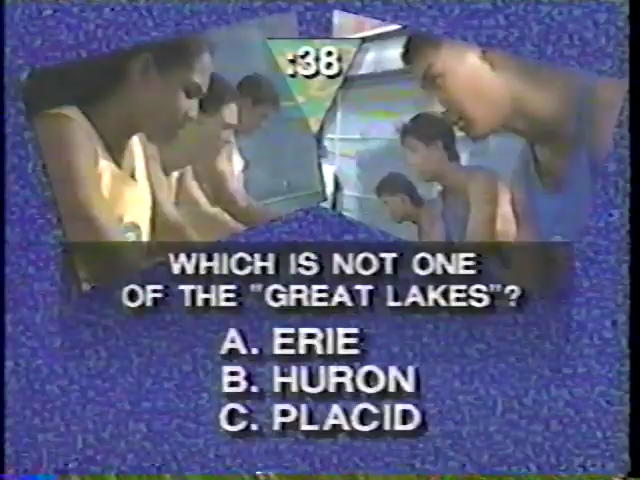 :38
WHICH IS NOT ONE
OF THE "GREAT LAKES"?
A. ERIE
B. HURON
C. PLACID